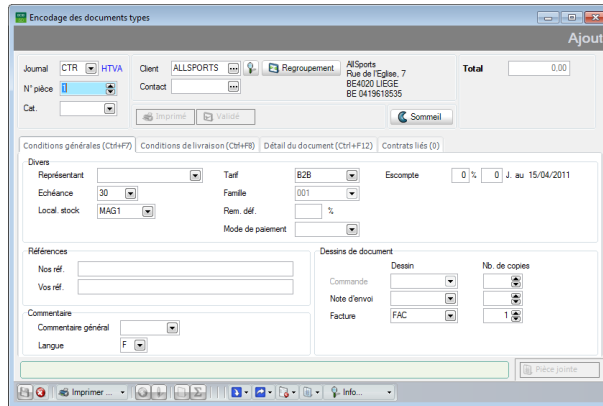 Encodage des documents types
Ajout
Journal CTR HTVA Client ALLSPORTS Regroupement AllSports Total 0,00
Rue de l'Eglise, 7
N° pièce 1 Contact BE4020 LIEGE
BE 0419618535
Cat. Imprimé Validé Sommeil
Conditions générales (Ctrl+F7) Conditions de livraison (Ctrl+F8) Détail du document (Ctrl+F12) Contrats liés (0)
Divers
Représentant Tarif B2B Escompte 0 % 0 J. au 15/04/2011
Echéance 30 Famille 001
Local. stock MAG1 Rem. déf. %
Mode de paiement
Références Dessins de document
Nos réf. Dessin Nb. de copies
Vos réf. Commande
Note d'envoi
Commentaire Facture FAC 1
Commentaire général
Langue F
Pièce jointe
Imprimer ... Info...